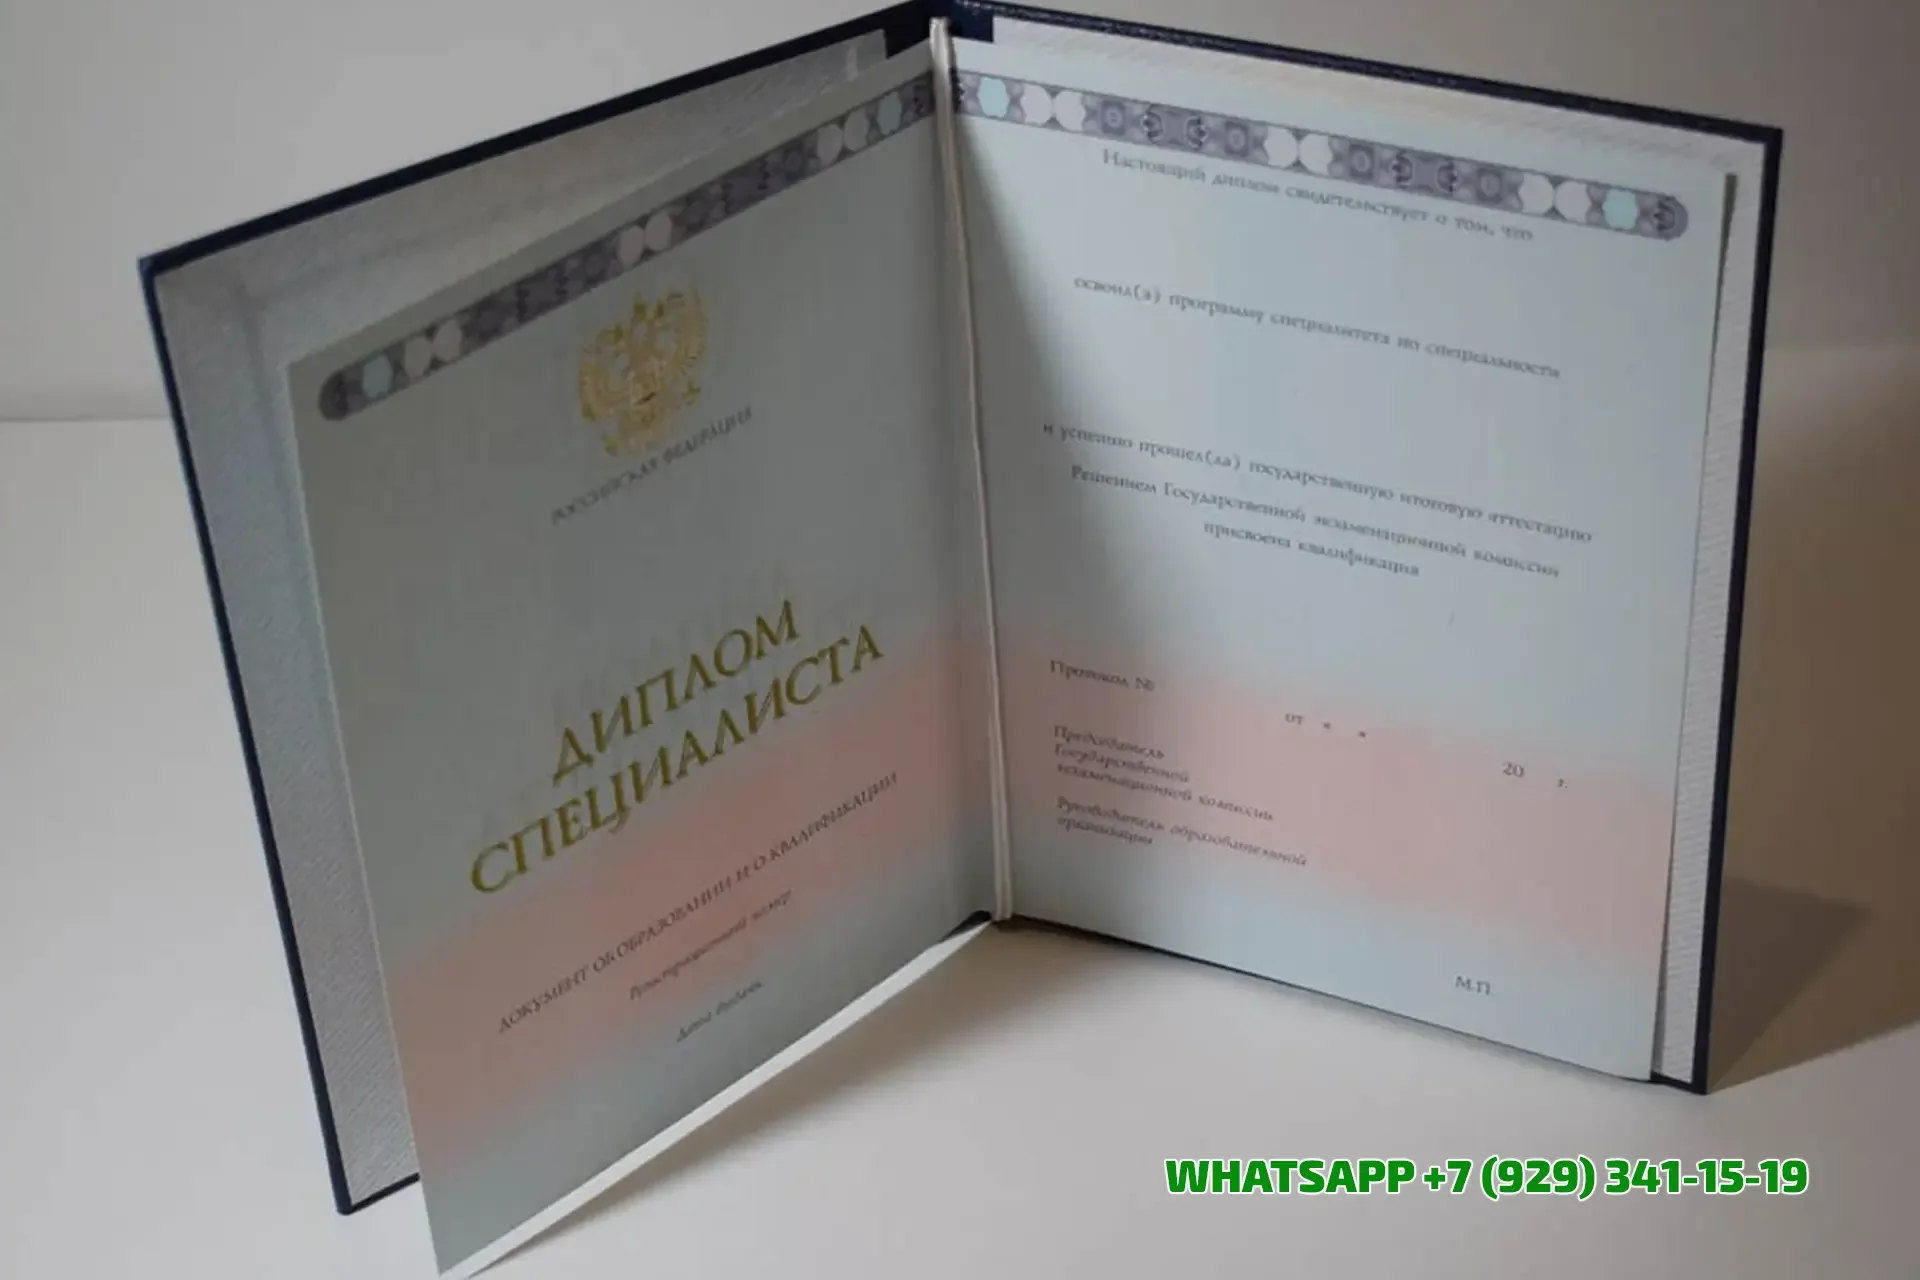 РОССИЙСКАЯ ФЕДЕРАЦИЯ
ДИПЛОМ
СПЕЦИАЛИСТА
ДОКУМЕНТ ОБ ОБРАЗОВАНИИ И О КВАЛИФИКАЦИИ
Регистрационный номер
Дата выдачи
Настоящий диплом свидетельствует о том, что
освоил(а) программу специалитета по специальности
и успешно прошел(ла) государственную итоговую аттестацию
Решением Государственной экзаменационной комиссии
присвоена квалификация
Протокол №
от « » 20 г.
Председатель
Государственной
экзаменационной комиссии
Руководитель образовательной
организации
М.П.
WHATSAPP +7 (929) 341-15-19